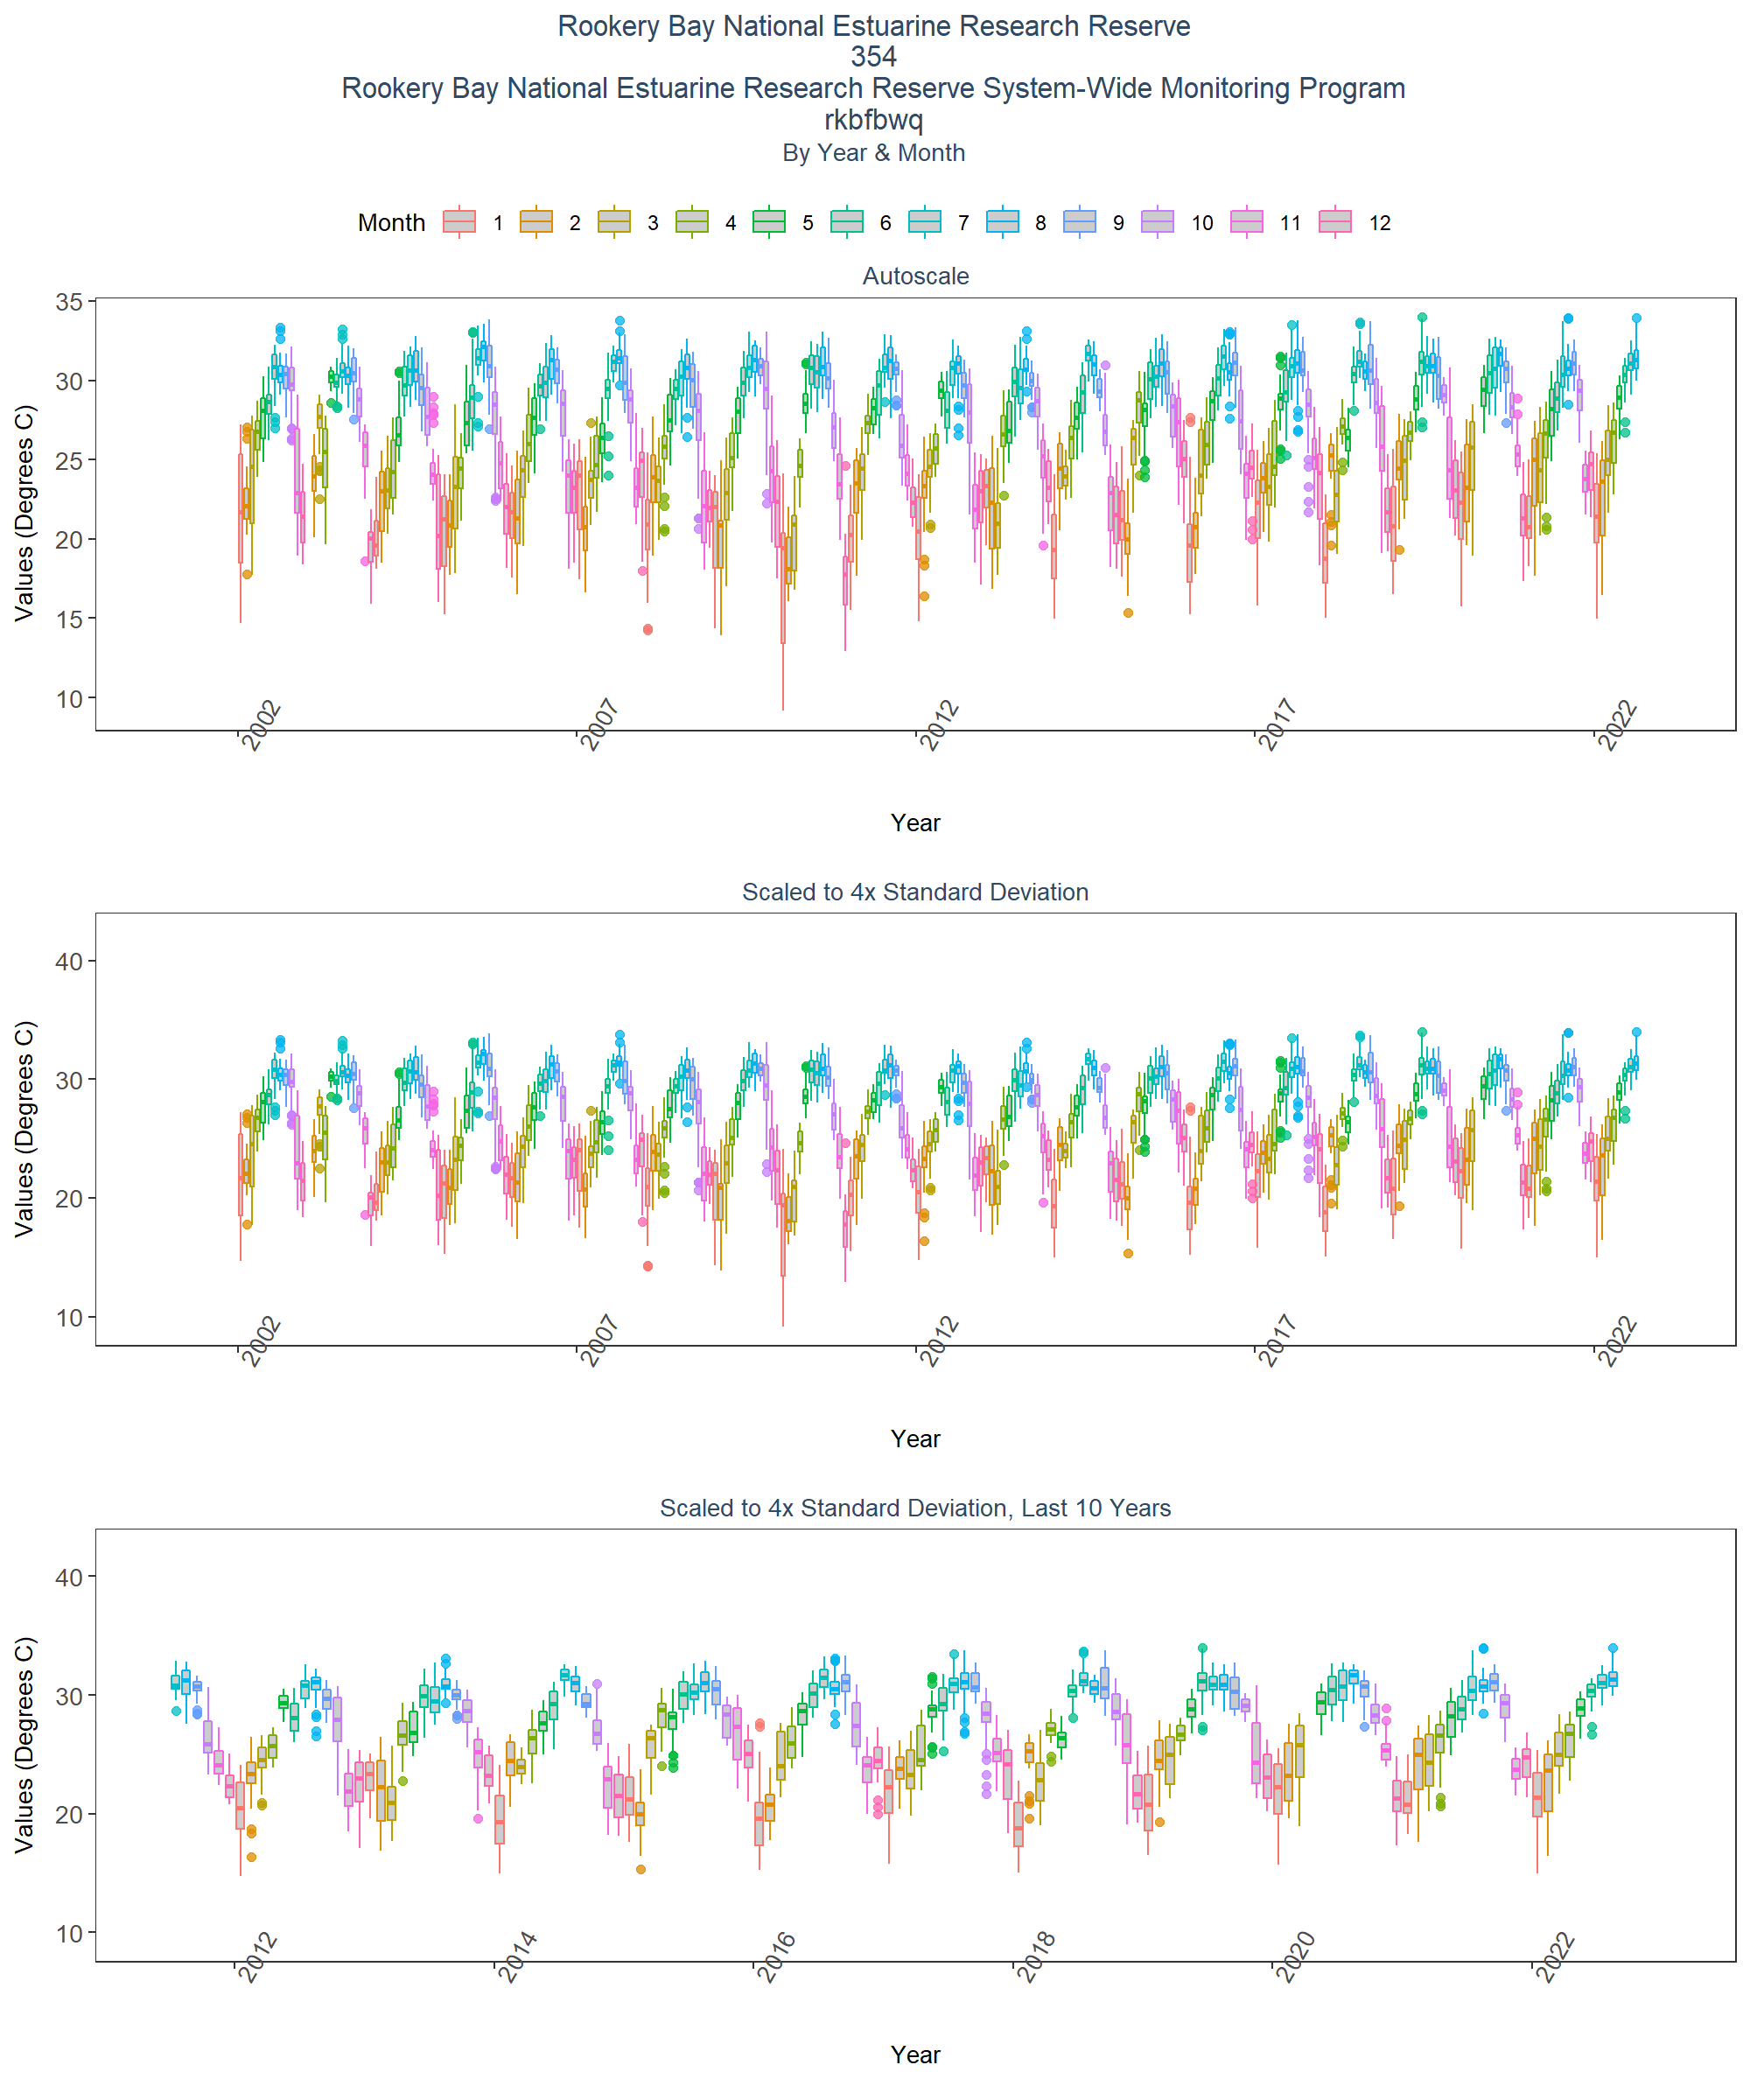 Rookery Bay National Estuarine Research Reserve
354
Rookery Bay National Estuarine Research Reserve System-Wide Monitoring Program
rkbfbwq
By Year & Month
Month 1 2 3 4 5 6 7 8 9 10 11 12
Autoscale
Values (Degrees C)
35
30
25
20
15
10
2002 2007 2012 2017 2022
Year
Scaled to 4x Standard Deviation
Values (Degrees C)
40
30
20
10
2002 2007 2012 2017 2022
Year
Scaled to 4x Standard Deviation, Last 10 Years
Values (Degrees C)
40
30
20
10
2012 2014 2016 2018 2020 2022
Year